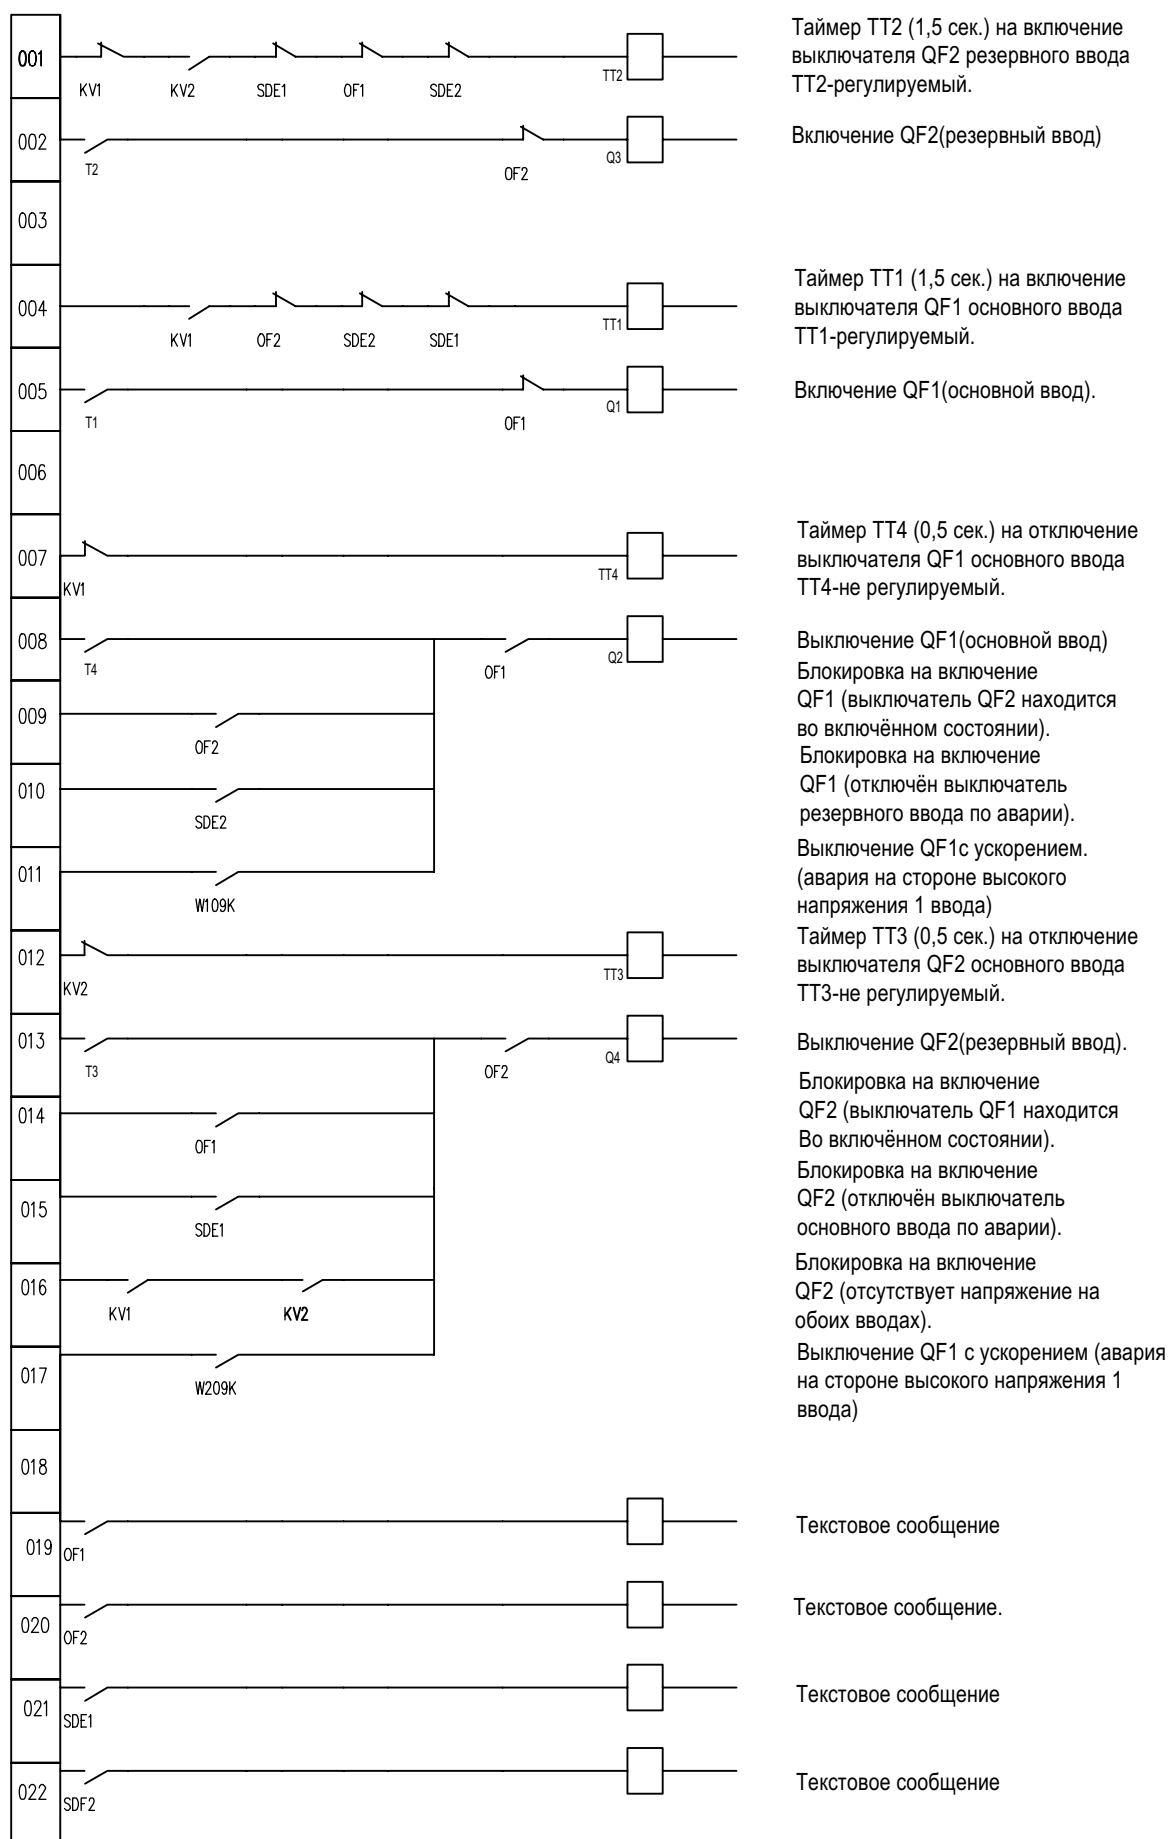 001
KV1 KV2 SDE1 OF1 SDE2 TT2
Таймер ТТ2 (1,5 сек.) на включение
выключателя QF2 резервного ввода
ТТ2-регулируемый.
002
T2 OF2 Q3
Включение QF2(резервный ввод)
003
004
KV1 OF2 SDE2 SDE1 TT1
Таймер ТТ1 (1,5 сек.) на включение
выключателя QF1 основного ввода
ТТ1-регулируемый.
005
T1 OF1 Q1
Включение QF1(основной ввод).
006
007
KV1 TT4
Таймер ТТ4 (0,5 сек.) на отключение
выключателя QF1 основного ввода
ТТ4-не регулируемый.
008
T4 OF1 Q2
Выключение QF1(основной ввод)
009
OF2
Блокировка на включение
QF1 (выключатель QF2 находится
во включённом состоянии).
010
SDE2
Блокировка на включение
QF1 (отключён выключатель
резервного ввода по аварии).
011
W109K
Выключение QF1с ускорением.
(авария на стороне высокого
напряжения 1 ввода)
012
KV2 TT3
Таймер ТТ3 (0,5 сек.) на отключение
выключателя QF2 основного ввода
ТТ3-не регулируемый.
013
T3 OF2 Q4
Выключение QF2(резервный ввод).
014
OF1
Блокировка на включение
QF2 (выключатель QF1 находится
Во включённом состоянии).
015
SDE1
Блокировка на включение
QF2 (отключён выключатель
основного ввода по аварии).
016
KV1 KV2
Блокировка на включение
QF2 (отсутствует напряжение на
обоих вводах).
017
W209K
Выключение QF1 с ускорением (авария
на стороне высокого напряжения 1
ввода)
018
019
OF1
Текстовое сообщение
020
OF2
Текстовое сообщение.
021
SDE1
Текстовое сообщение
022
SDF2
Текстовое сообщение